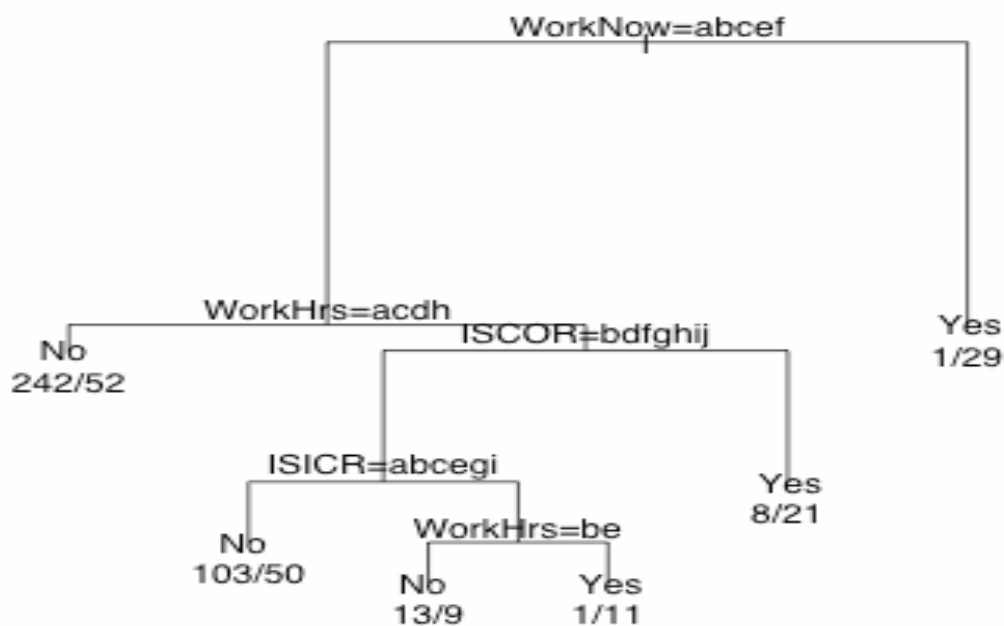 WorkNow=abcef
WorkHrs=acdh
ISCOR=bdfghij
Yes
1/29
No
242/52
ISICR=abcegi
Yes
8/21
WorkHrs=be
No
103/50
No
13/9
Yes
1/11